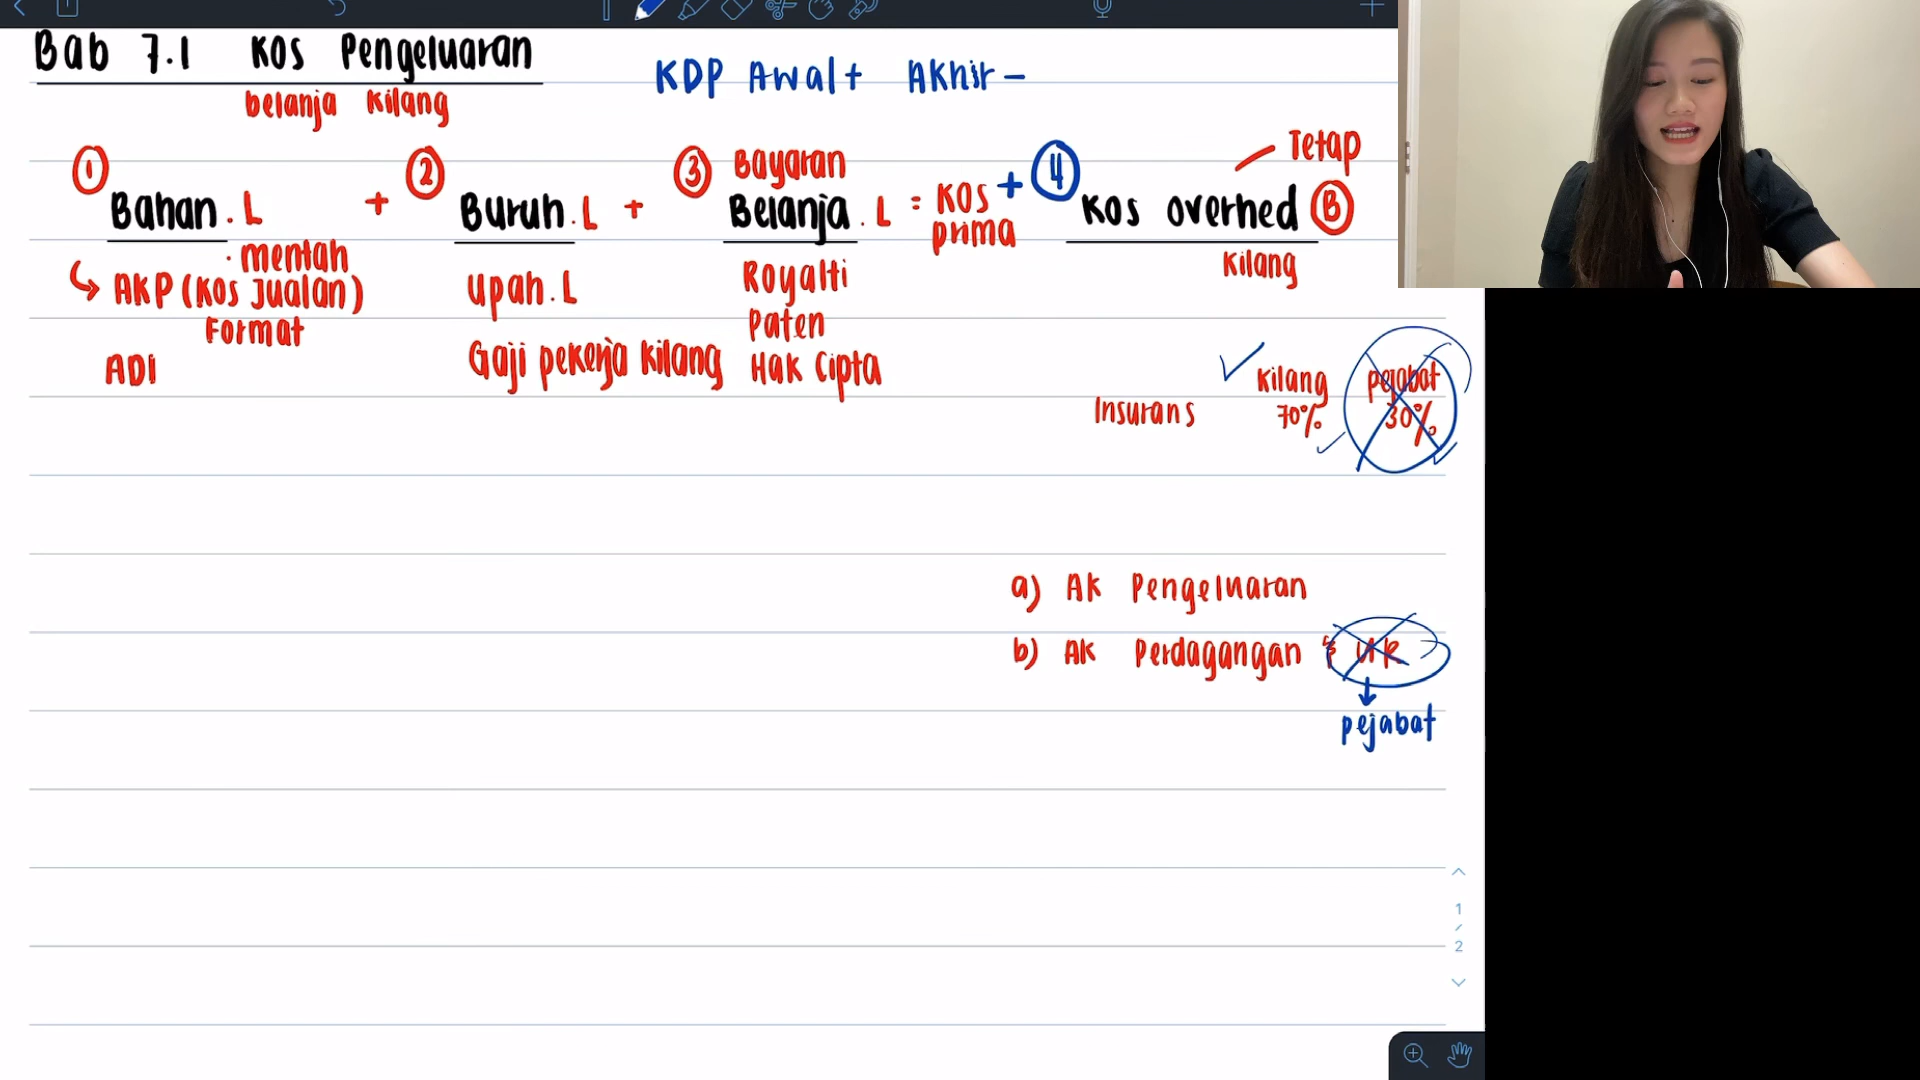 Bab 7.1 Kos Pengeluaran
belanja Kilang
KDP Awal + Akhir -
① Bahan . L
. mentah
↳ AKP (Kos Jualan)
Format
ADI
+
② Buruh . L
Upah . L
Gaji pekerja kilang
+
③ Bayaran
Belanja . L
Royalti
Paten
Hak Cipta
= Kos
prima
+
④ Kos overhed Ⓑ
Tetap
Kilang
Insurans
✓ Kilang
70%
pejabat
30%
a) AK Pengeluaran
b) AK Perdagangan & UR
↓
pejabat
1
/
2